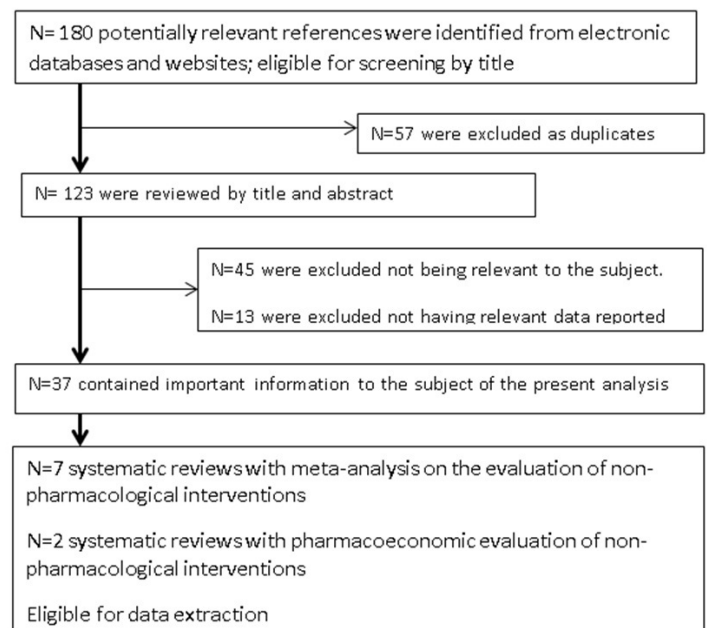 N= 180 potentially relevant references were identified from electronic
databases and websites; eligible for screening by title
N=57 were excluded as duplicates
N= 123 were reviewed by title and abstract
N=45 were excluded not being relevant to the subject.
N=13 were excluded not having relevant data reported
N=37 contained important information to the subject of the present analysis
N=7 systematic reviews with meta-analysis on the evaluation of non-
pharmacological interventions
N=2 systematic reviews with pharmacoeconomic evaluation of non-
pharmacological interventions
Eligible for data extraction